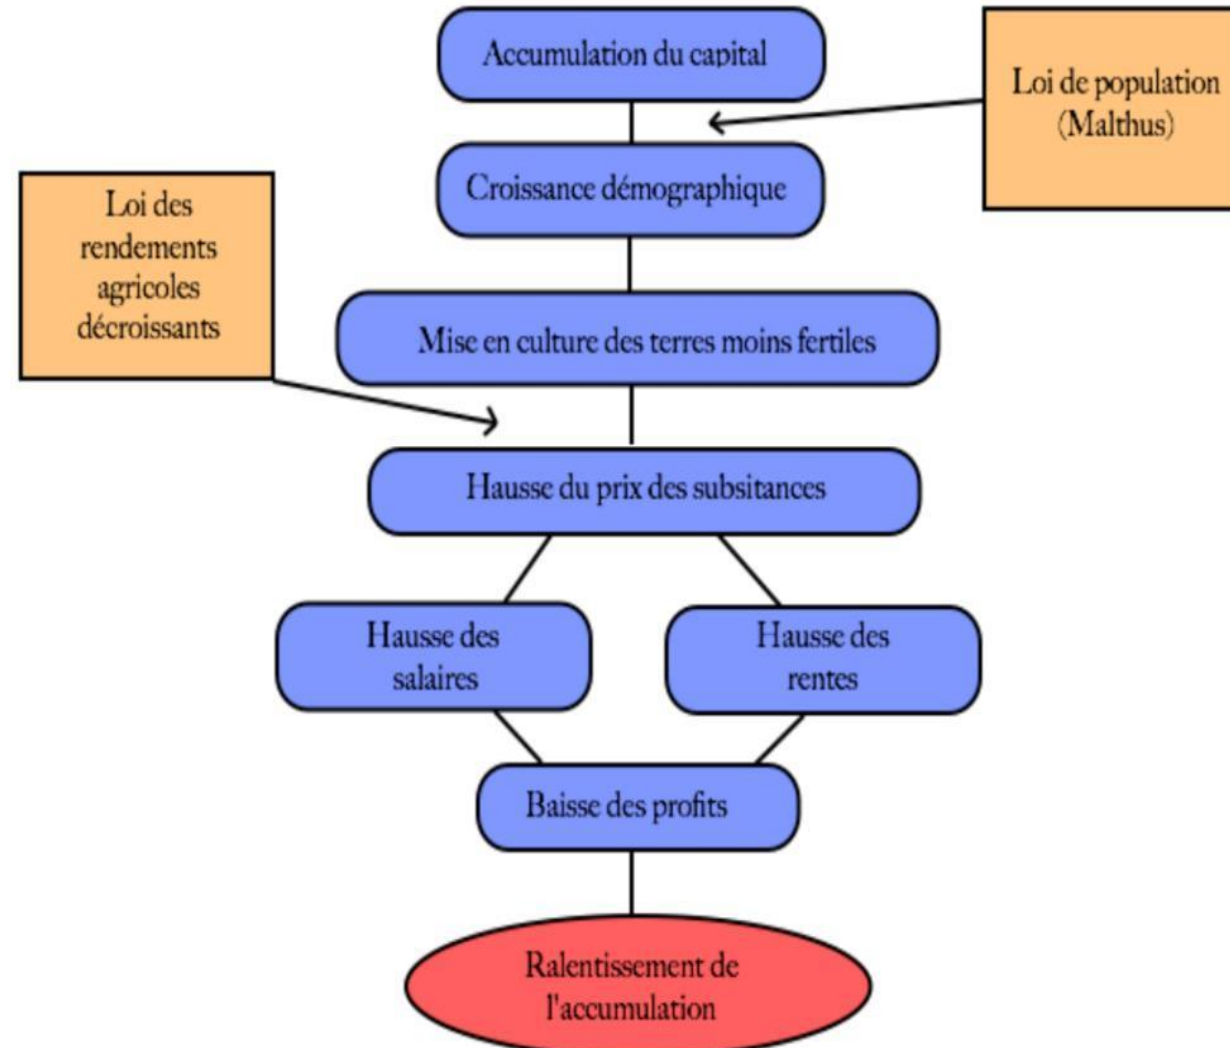 Accumulation du capital
Loi de population
(Malthus)
Croissance démographique
Loi des
rendements
agricoles
décroissants
Mise en culture des terres moins fertiles
Hausse du prix des subsitances
Hausse des
salaires
Hausse des
rentes
Baisse des profits
Ralentissement de
l'accumulation